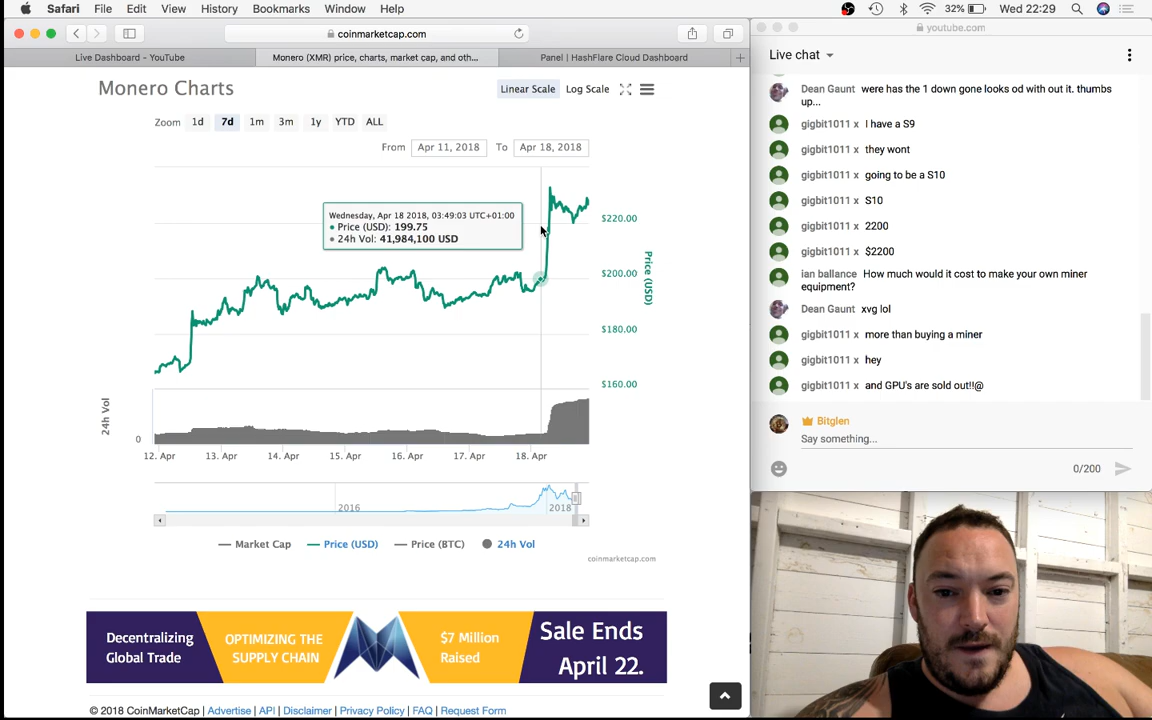 Safari File Edit View History Bookmarks Window Help
32% Wed 22:29
coinmarketcap.com
Live Dashboard - YouTube
Monero (XMR) price, charts, market cap, and oth...
Panel | HashFlare Cloud Dashboard
Monero Charts
Linear Scale Log Scale
Zoom 1d 7d 1m 3m 1y YTD ALL
From Apr 11, 2018 To Apr 18, 2018
Wednesday, Apr 18 2018, 03:49:03 UTC+01:00
Price (USD): 199.75
24h Vol: 41,984,100 USD
$220.00
$200.00
$180.00
$160.00
Price (USD)
24h Vol
0
12. Apr 13. Apr 14. Apr 15. Apr 16. Apr 17. Apr 18. Apr
2016 2018
Market Cap Price (USD) Price (BTC) 24h Vol
coinmarketcap.com
Decentralizing
Global Trade
OPTIMIZING THE
SUPPLY CHAIN
$7 Million
Raised
Sale Ends
April 22.
© 2018 CoinMarketCap | Advertise | API | Disclaimer | Privacy Policy | FAQ | Request Form
youtube.com
Live chat
Dean Gaunt were has the 1 down gone looks od with out it. thumbs
up...
gigbit1011 x I have a S9
gigbit1011 x they wont
gigbit1011 x going to be a S10
gigbit1011 x S10
gigbit1011 x 2200
gigbit1011 x $2200
ian ballance How much would it cost to make your own miner
equipment?
Dean Gaunt xvg lol
gigbit1011 x more than buying a miner
gigbit1011 x hey
gigbit1011 x and GPU's are sold out!!@
Bitglen
Say something...
0/200